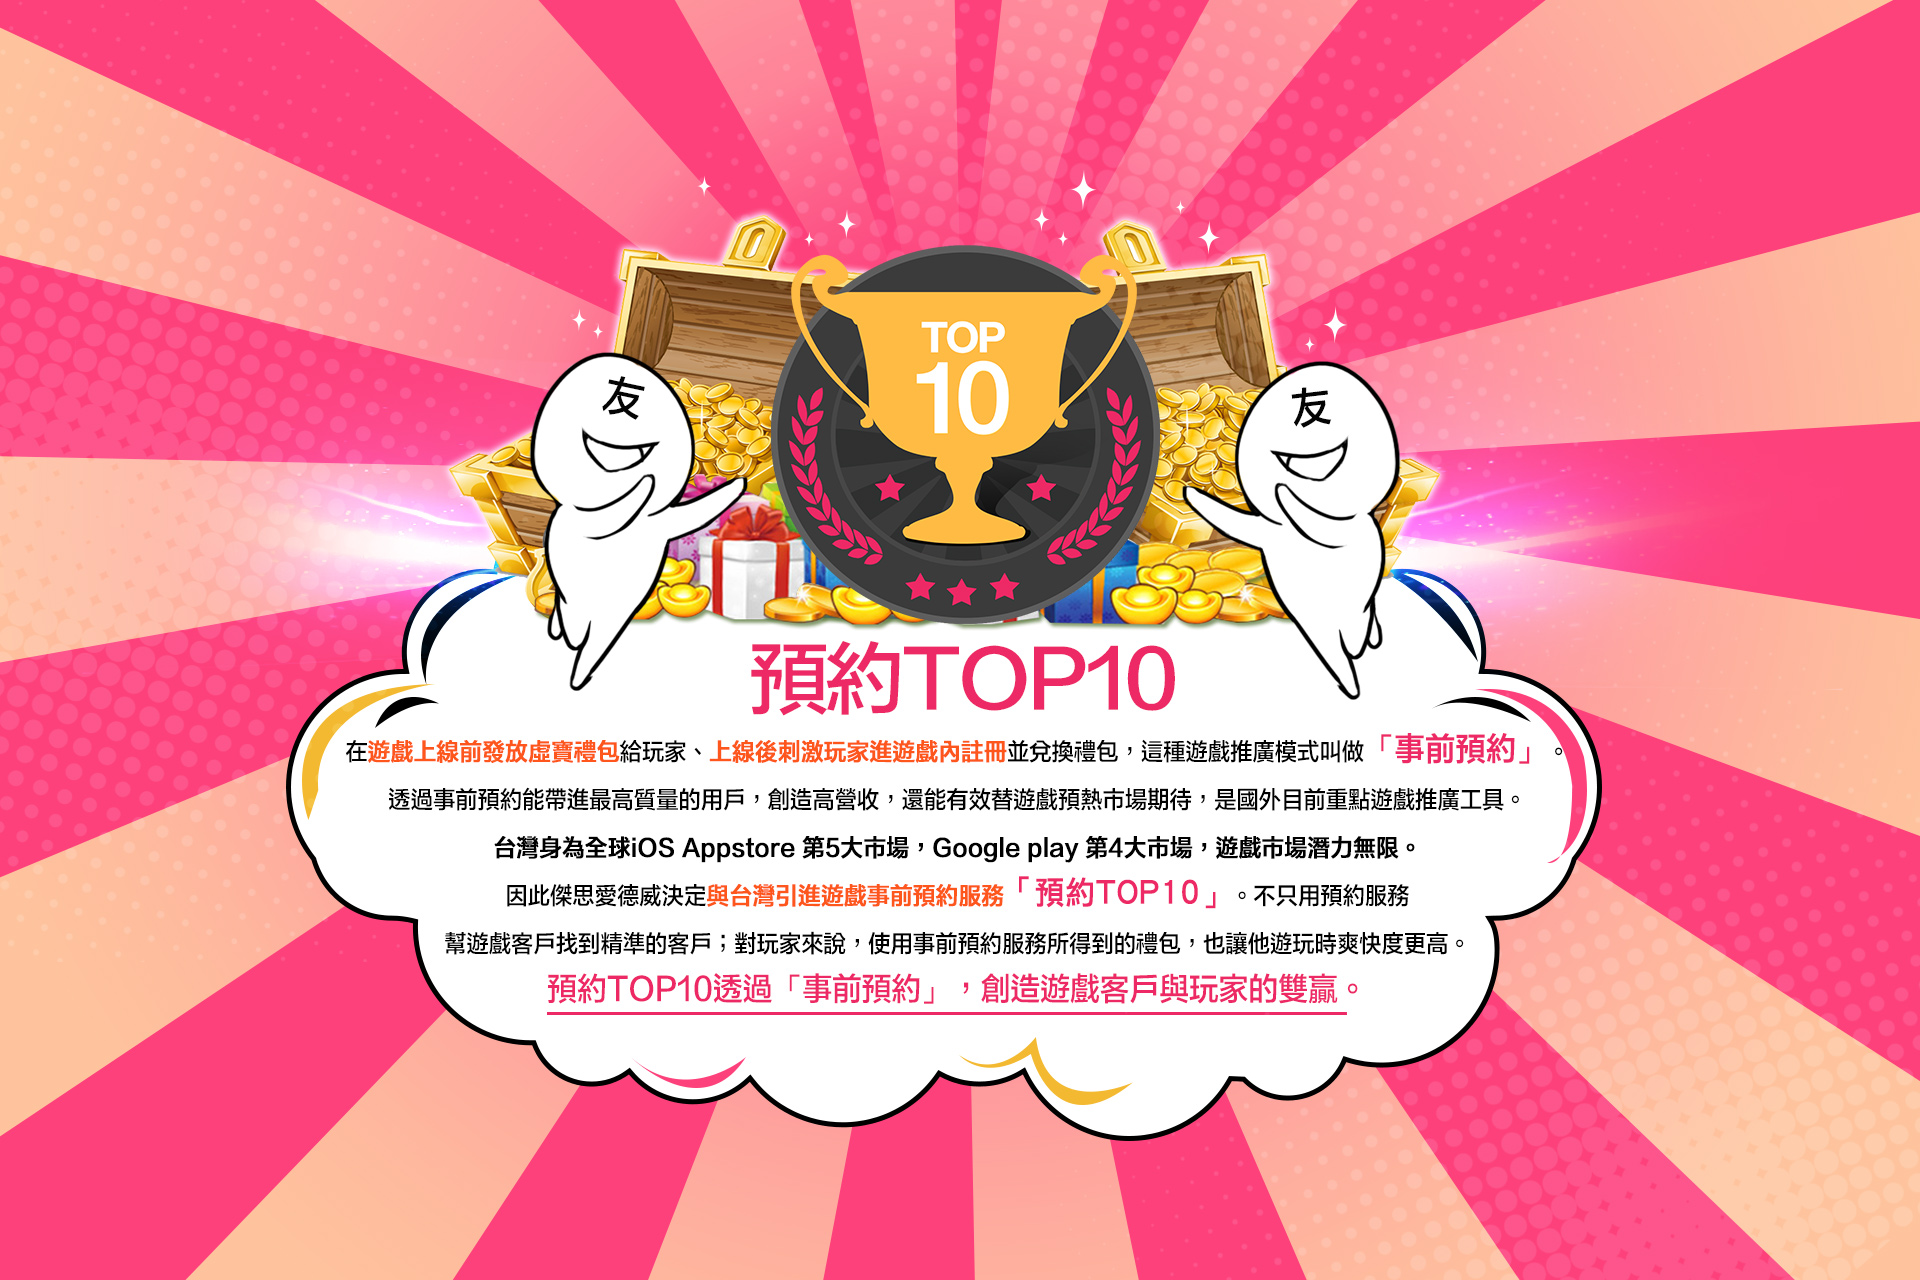 TOP
10
友
友
預約TOP10
在遊戲上線前發放虛寶禮包給玩家、上線後刺激玩家進遊戲內註冊並兌換禮包，這種遊戲推廣模式叫做「事前預約」。
透過事前預約能帶進最高質量的用戶，創造高營收，還能有效替遊戲預熱市場期待，是國外目前重點遊戲推廣工具。
台灣身為全球iOS Appstore 第5大市場，Google play 第4大市場，遊戲市場潛力無限。
因此傑思愛德威決定與台灣引進遊戲事前預約服務「預約TOP10」。不只用預約服務
幫遊戲客戶找到精準的客戶；對玩家來說，使用事前預約服務所得到的禮包，也讓他遊玩時爽快度更高。
預約TOP10透過「事前預約」，創造遊戲客戶與玩家的雙贏。